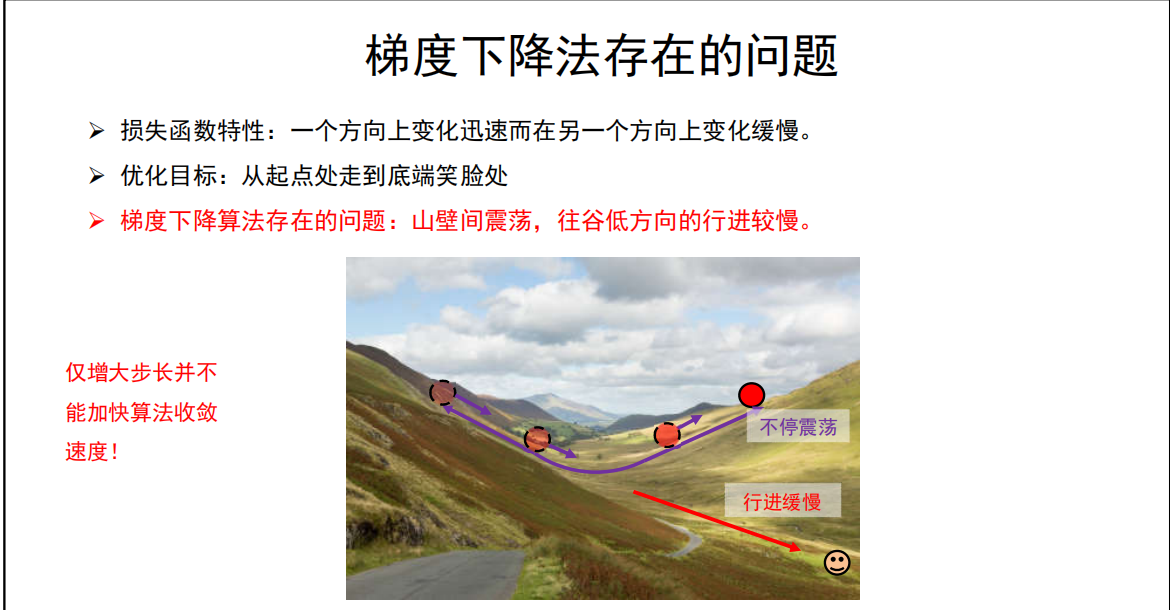 梯度下降法存在的问题
损失函数特性：一个方向上变化迅速而在另一个方向上变化缓慢。
优化目标：从起点处走到底端笑脸处
梯度下降算法存在的问题：山壁间震荡，往谷低方向的行进较慢。
仅增大步长并不
能加快算法收敛
速度！
不停震荡
行进缓慢